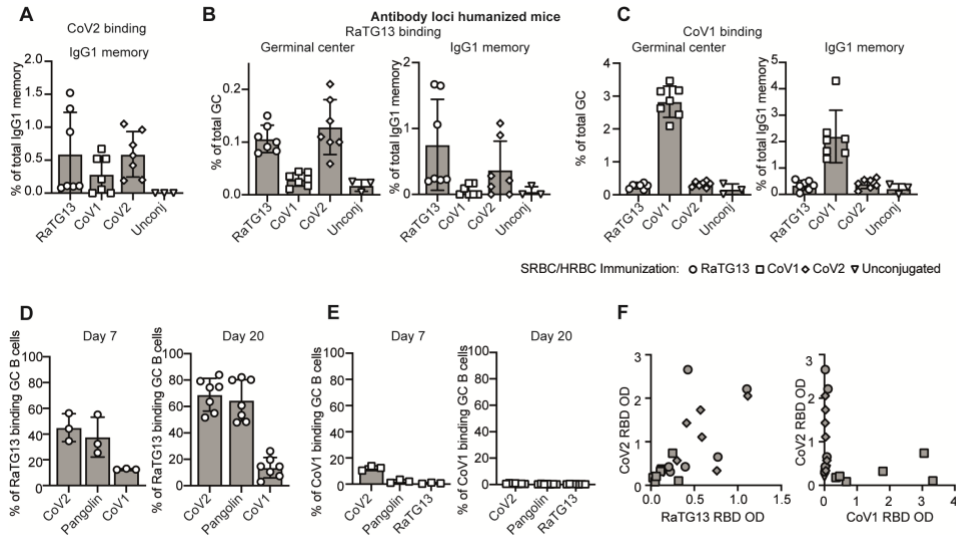 A
CoV2 binding
IgG1 memory
% of total IgG1 memory
2.0
1.5
1.0
0.5
0.0
RaTG13
CoV1
CoV2
Unconj
B
Antibody loci humanized mice
RaTG13 binding
Germinal center
% of total GC
0.2
0.1
0.0
RaTG13
CoV1
CoV2
Unconj
IgG1 memory
% of total IgG1 memory
2
1
0
RaTG13
CoV1
CoV2
Unconj
C
CoV1 binding
Germinal center
% of total GC
4
3
2
1
0
RaTG13
CoV1
CoV2
Unconj
IgG1 memory
% of total IgG1 memory
5
4
3
2
1
0
RaTG13
CoV1
CoV2
Unconj
SRBC/HRBC Immunization: RaTG13 CoV1 CoV2 Unconjugated
D
Day 7
% of RaTG13 binding GC B cells
100
80
60
40
20
0
CoV2
Pangolin
CoV1
Day 20
% of RaTG13 binding GC B cells
100
80
60
40
20
0
CoV2
Pangolin
CoV1
E
Day 7
% of CoV1 binding GC B cells
100
80
60
40
20
0
CoV2
Pangolin
RaTG13
Day 20
% of CoV1 binding GC B cells
100
80
60
40
20
0
CoV2
Pangolin
RaTG13
F
CoV2 RBD OD
3
2
1
0
0.0 0.5 1.0 1.5
RaTG13 RBD OD
CoV2 RBD OD
3
2
1
0
0 1 2 3 4
CoV1 RBD OD